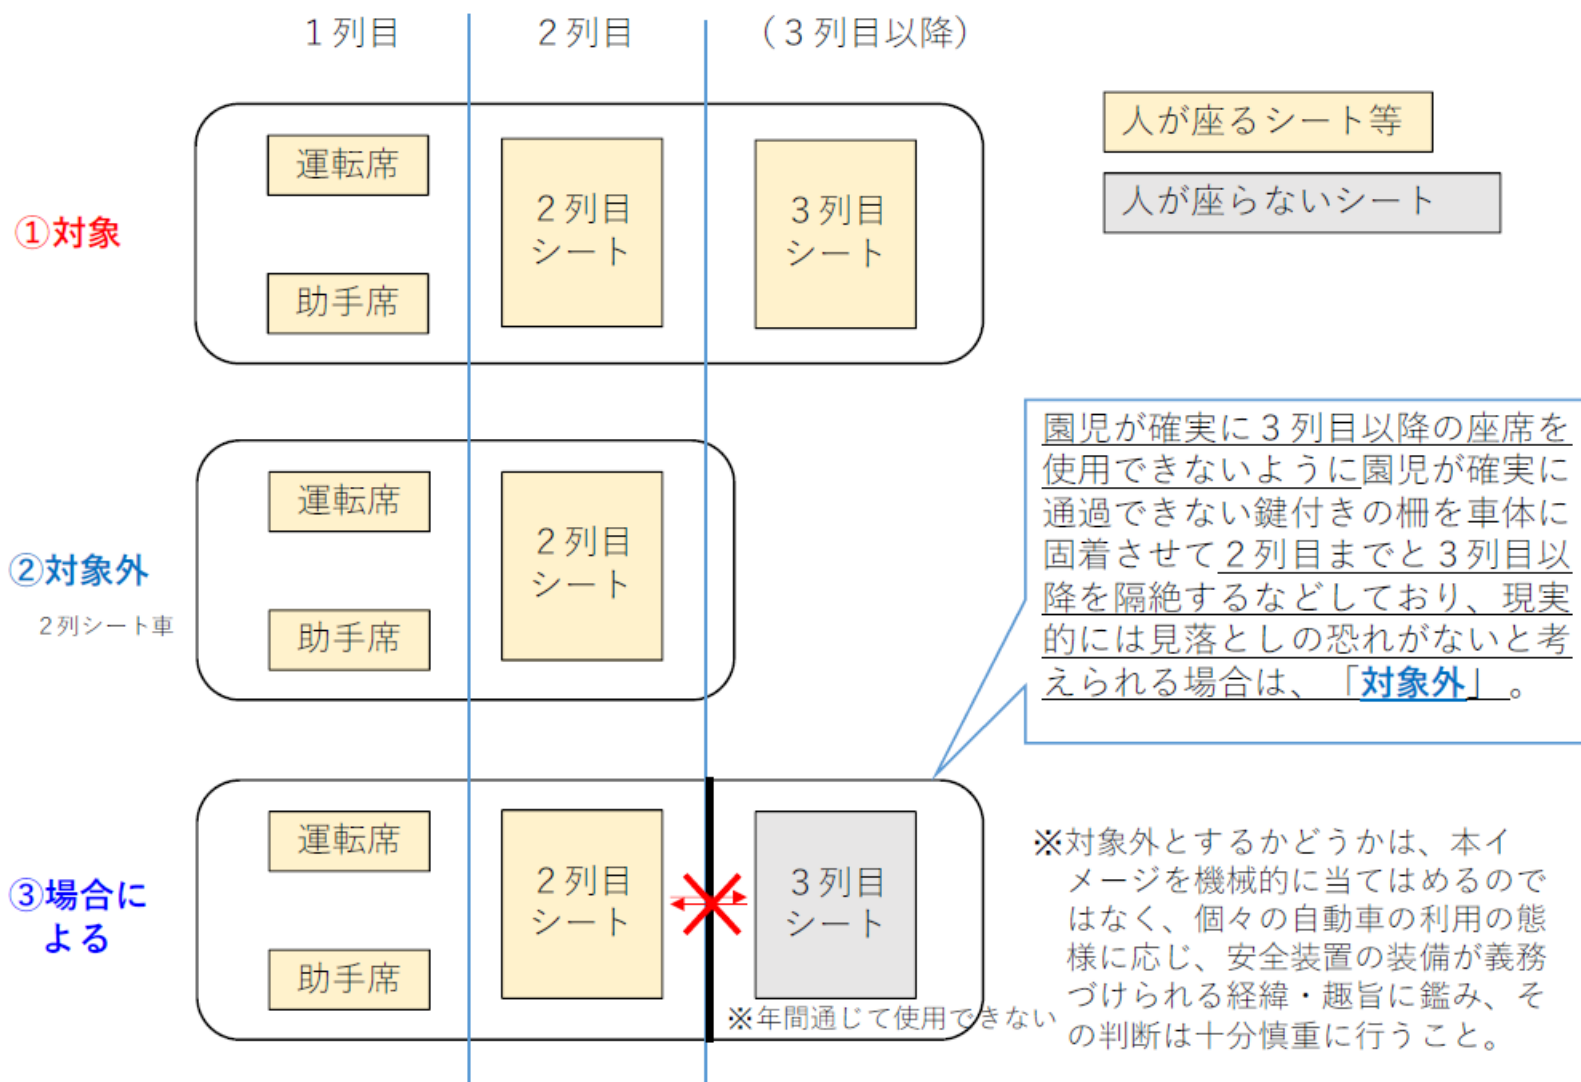 1列目
2列目
(3列目以降)
人が座るシート等
人が座らないシート
①対象
運転席
助手席
2列目
シート
3列目
シート
②対象外
2列シート車
運転席
助手席
2列目
シート
園児が確実に3列目以降の座席を
使用できないように園児が確実に
通過できない鍵付きの柵を車体に
固着させて2列目までと3列目以
降を隔絶するなどしており、現実
的には見落としの恐れがないと考
えられる場合は、「対象外」。
③場合に
よる
運転席
助手席
2列目
シート
3列目
シート
※年間通じて使用できない
※対象外とするかどうかは、本イ
メージを機械的に当てはめるので
はなく、個々の自動車の利用の態
様に応じ、安全装置の装備が義務
づけられる経緯・趣旨に鑑み、そ
の判断は十分慎重に行うこと。